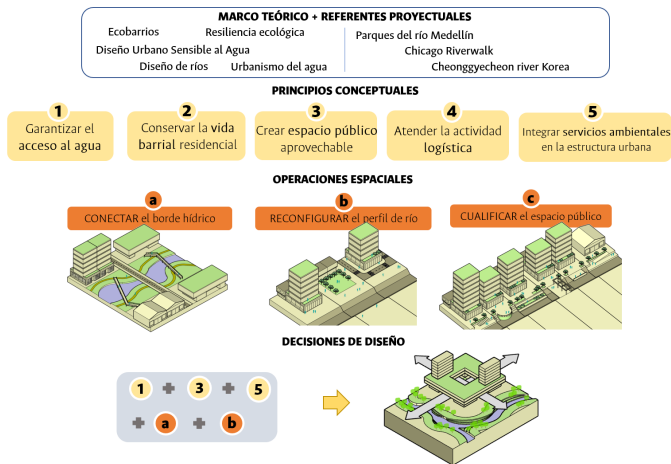 MARCO TEÓRICO + REFERENTES PROYECTUALES
Ecobarrios
Resiliencia ecológica
Diseño Urbano Sensible al Agua
Diseño de ríos
Urbanismo del agua
Parques del río Medellín
Chicago Riverwalk
Cheonggyecheon river Korea
PRINCIPIOS CONCEPTUALES
1
Garantizar el
acceso al agua
2
Conservar la vida
barrial residencial
3
Crear espacio público
aprovechable
4
Atender la actividad
logística
5
Integrar servicios ambientales
en la estructura urbana
OPERACIONES ESPACIALES
a
CONECTAR el borde hídrico
b
RECONFIGURAR el perfil de río
c
CUALIFICAR el espacio público
DECISIONES DE DISEÑO
1 + 3 + 5
+ a + b